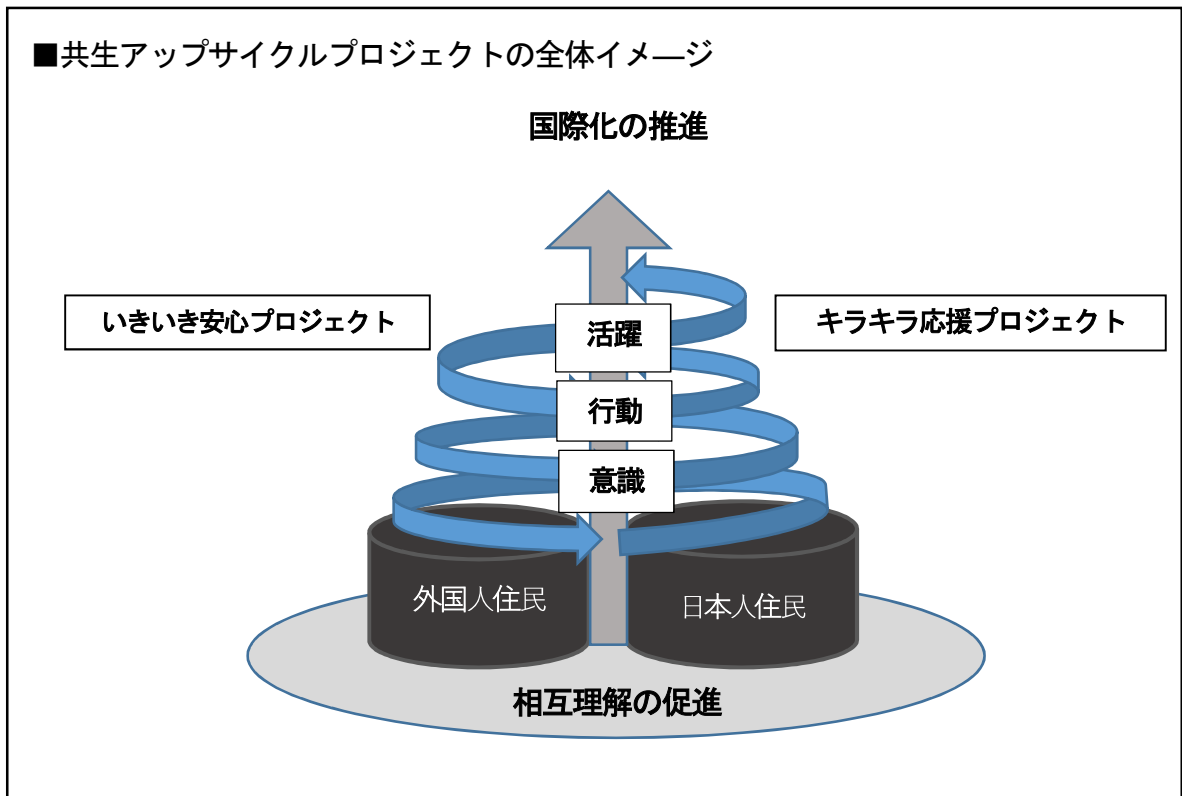 ■共生アップサイクルプロジェクトの全体イメ―ジ
国際化の推進
いきいき安心プロジェクト
キラキラ応援プロジェクト
活躍
行動
意識
外国人住民
日本人住民
相互理解の促進